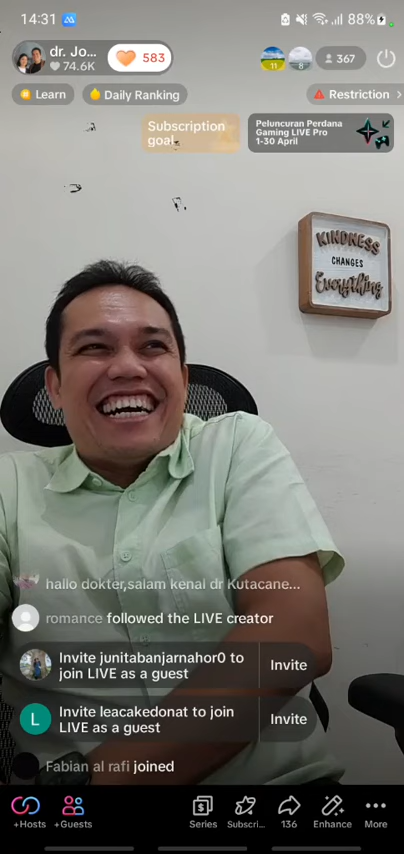 14:31
88%
dr. Jo...
74.6K
583
11
8
367
Learn
Daily Ranking
Restriction
Subscription
goal
Peluncuran Perdana
Gaming LIVE Pro
1-30 April
KINDNESS
CHANGES
Everything
hallo dokter,salam kenal dr Kutacane...
romance followed the LIVE creator
Invite junitabanjarnahor0 to
join LIVE as a guest
Invite
L
Invite leacakedonat to join
LIVE as a guest
Invite
Fabian al rafi joined
+Hosts
+Guests
Series
Subscri...
136
Enhance
More